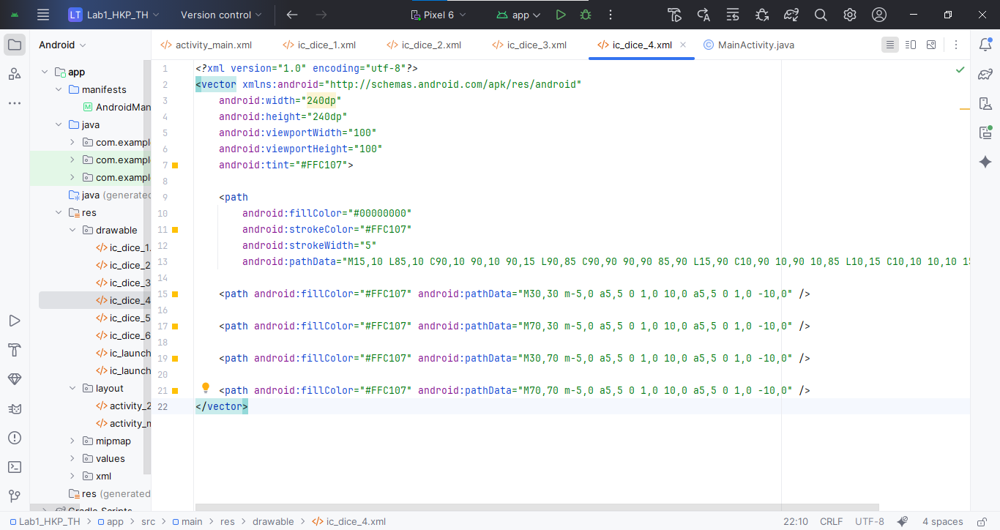 LT Lab1_HKP_TH Version control Pixel 6 app
Android
activity_main.xml ic_dice_1.xml ic_dice_2.xml ic_dice_3.xml ic_dice_4.xml MainActivity.java
app
manifests
AndroidMan
java
com.exampl
com.example
com.example
java (generated
res
drawable
ic_dice_1.
ic_dice_2
ic_dice_3
ic_dice_4
ic_dice_5
ic_dice_6
ic_launch
ic_launch
layout
activity_2
activity_m
mipmap
values
xml
res (generated
Gradle Scripts
1 <?xml version="1.0" encoding="utf-8"?>
2 <vector xmlns:android="http://schemas.android.com/apk/res/android"
3 android:width="240dp"
4 android:height="240dp"
5 android:viewportWidth="100"
6 android:viewportHeight="100"
7 android:tint="#FFC107">
8
9 <path
10 android:fillColor="#00000000"
11 android:strokeColor="#FFC107"
12 android:strokeWidth="5"
13 android:pathData="M15,10 L85,10 C90,10 90,10 90,15 L90,85 C90,90 90,90 85,90 L15,90 C10,90 10,90 10,85 L10,15 C10,10 10,10 15
14
15 <path android:fillColor="#FFC107" android:pathData="M30,30 m-5,0 a5,5 0 1,0 10,0 a5,5 0 1,0 -10,0" />
16
17 <path android:fillColor="#FFC107" android:pathData="M70,30 m-5,0 a5,5 0 1,0 10,0 a5,5 0 1,0 -10,0" />
18
19 <path android:fillColor="#FFC107" android:pathData="M30,70 m-5,0 a5,5 0 1,0 10,0 a5,5 0 1,0 -10,0" />
20
21 <path android:fillColor="#FFC107" android:pathData="M70,70 m-5,0 a5,5 0 1,0 10,0 a5,5 0 1,0 -10,0" />
22 </vector>
Lab1_HKP_TH > app > src > main > res > drawable > ic_dice_4.xml 22:10 CRLF UTF-8 4 spaces